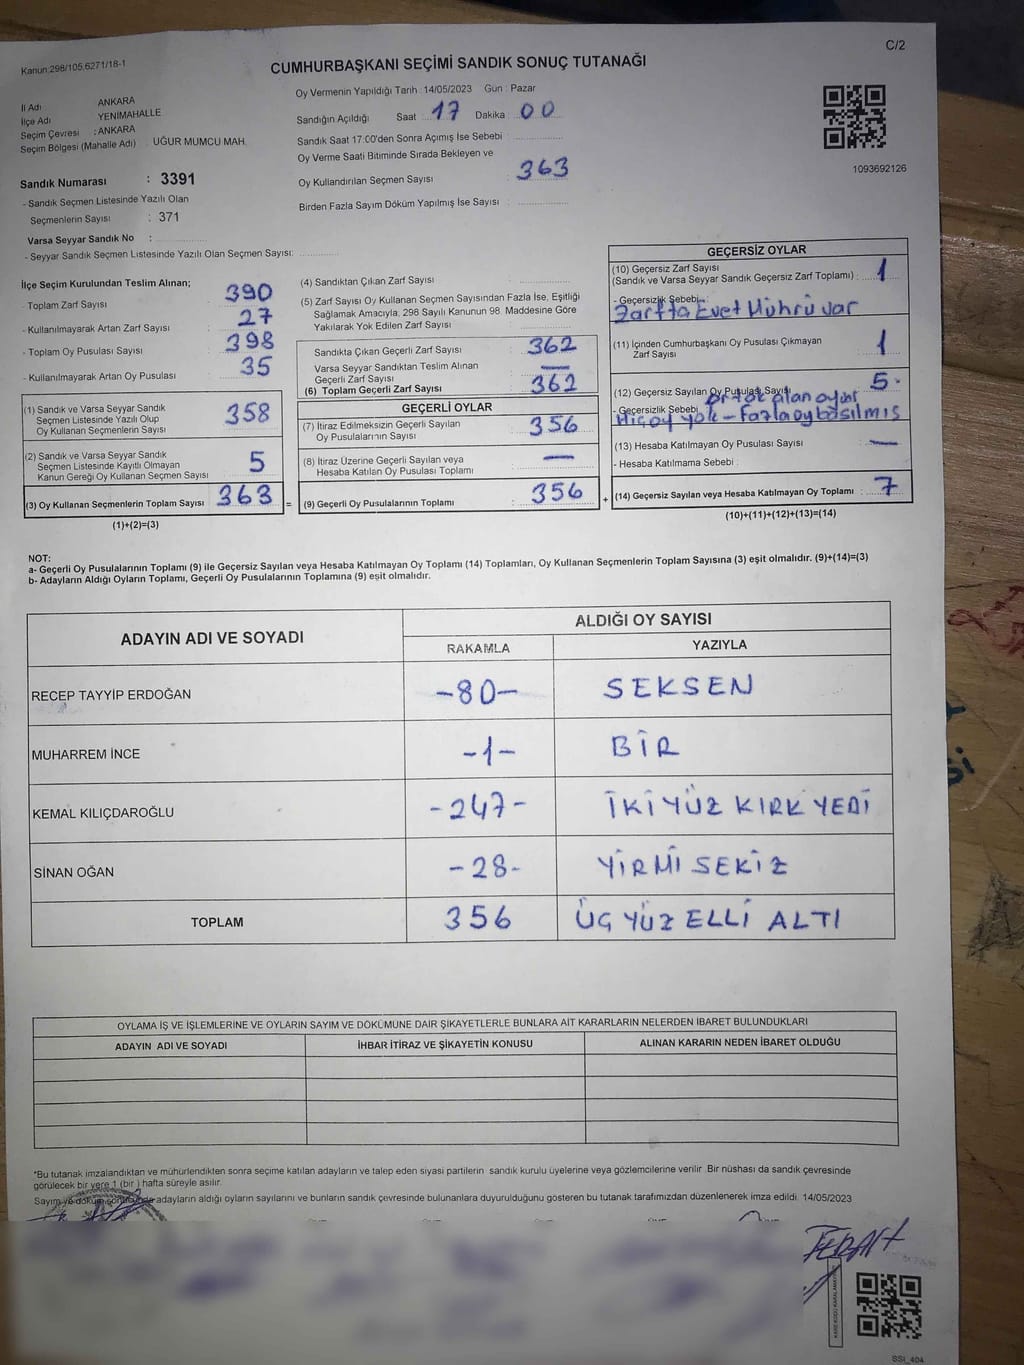 C/2
Kanun:298/105,6271/18-1
CUMHURBAŞKANI SEÇİMİ SANDIK SONUÇ TUTANAĞI
İl Adı ANKARA
İlçe Adı YENİMAHALLE
Seçim Çevresi : ANKARA
Seçim Bölgesi (Mahalle Adı) : UĞUR MUMCU MAH.
Sandık Numarası : 3391
- Sandık Seçmen Listesinde Yazılı Olan
Seçmenlerin Sayısı : 371
Varsa Seyyar Sandık No :
- Seyyar Sandık Seçmen Listesinde Yazılı Olan Seçmen Sayısı:
Oy Vermenin Yapıldığı Tarih : 14/05/2023 Gün : Pazar
Sandığın Açıldığı Saat 17 Dakika 00
Sandık Saat 17:00'den Sonra Açımış İse Sebebi
Oy Verme Saati Bitiminde Sırada Bekleyen ve
Oy Kullandırılan Seçmen Sayısı : 363
Birden Fazla Sayım Döküm Yapılmış İse Sayısı :
1093692126
İlçe Seçim Kurulundan Teslim Alınan;
- Toplam Zarf Sayısı : 390
- Kullanılmayarak Artan Zarf Sayısı : 27
- Toplam Oy Pusulası Sayısı : 398
- Kullanılmayarak Artan Oy Pusulası : 35
(1) Sandık ve Varsa Seyyar Sandık
Seçmen Listesinde Yazılı Olup
Oy Kullanan Seçmenlerin Sayısı : 358
(2) Sandık ve Varsa Seyyar Sandık
Seçmen Listesinde Kayıtlı Olmayan
Kanun Gereği Oy Kullanan Seçmen Sayısı : 5
(3) Oy Kullanan Seçmenlerin Toplam Sayısı : 363
(1)+(2)=(3)
(4) Sandıktan Çıkan Zarf Sayısı :
(5) Zarf Sayısı Oy Kullanan Seçmen Sayısından Fazla İse, Eşitliği
Sağlamak Amacıyla, 298 Sayılı Kanunun 98. Maddesine Göre
Yakılarak Yok Edilen Zarf Sayısı :
Sandıkta Çıkan Geçerli Zarf Sayısı : 362
Varsa Seyyar Sandıktan Teslim Alınan
Geçerli Zarf Sayısı : —
(6) Toplam Geçerli Zarf Sayısı : 362
GEÇERLİ OYLAR
(7) İtiraz Edilmeksizin Geçerli Sayılan
Oy Pusulalarının Sayısı : 356
(8) İtiraz Üzerine Geçerli Sayılan veya
Hesaba Katılan Oy Pusulası Toplamı : —
= (9) Geçerli Oy Pusulalarının Toplamı : 356
GEÇERSİZ OYLAR
(10) Geçersiz Zarf Sayısı
(Sandık ve Varsa Seyyar Sandık Geçersiz Zarf Toplamı) : 1
- Geçersizlik Sebebi :
Zarfta Evet Mührü var
(11) İçinden Cumhurbaşkanı Oy Pusulası Çıkmayan
Zarf Sayısı : 1
(12) Geçersiz Sayılan Oy Pusulası Sayısı 5
- Geçersizlik Sebebi ortak alan oyları
Hiç oy yok - Fazla oy basılmış
(13) Hesaba Katılmayan Oy Pusulası Sayısı : —
- Hesaba Katılmama Sebebi :
+ (14) Geçersiz Sayılan veya Hesaba Katılmayan Oy Toplamı : 7
(10)+(11)+(12)+(13)=(14)
NOT:
a- Geçerli Oy Pusulalarının Toplamı (9) ile Geçersiz Sayılan veya Hesaba Katılmayan Oy Toplamı (14) Toplamları, Oy Kullanan Seçmenlerin Toplam Sayısına (3) eşit olmalıdır. (9)+(14)=(3)
b- Adayların Aldığı Oyların Toplamı, Geçerli Oy Pusulalarının Toplamına (9) eşit olmalıdır.
ADAYIN ADI VE SOYADI ALDIĞI OY SAYISI
RAKAMLA YAZIYLA
RECEP TAYYİP ERDOĞAN -80- SEKSEN
MUHARREM İNCE -1- BİR
KEMAL KILIÇDAROĞLU -247- İKİ YÜZ KIRK YEDİ
SİNAN OĞAN -28- YİRMİ SEKİZ
TOPLAM 356 ÜÇ YÜZ ELLİ ALTI
OYLAMA İŞ VE İŞLEMLERİNE VE OYLARIN SAYIM VE DÖKÜMÜNE DAİR ŞİKAYETLERLE BUNLARA AİT KARARLARIN NELERDEN İBARET BULUNDUKLARI
ADAYIN ADI VE SOYADI İHBAR İTİRAZ VE ŞİKAYETİN KONUSU ALINAN KARARIN NEDEN İBARET OLDUĞU
*Bu tutanak imzalandıktan ve mühürlendikten sonra seçime katılan adayların ve talep eden siyasi partilerin sandık kurulu üyelerine veya gözlemcilerine verilir .Bir nüshası da sandık çevresinde
görülecek bir yere 1 (bir ) hafta süreyle asılır.
Sayım ve döküm sonucunda adayların aldığı oyların sayılarını ve bunların sandık çevresinde bulunanlara duyurulduğunu gösteren bu tutanak tarafımızdan düzenlenerek imza edildi. 14/05/2023
SSI_404